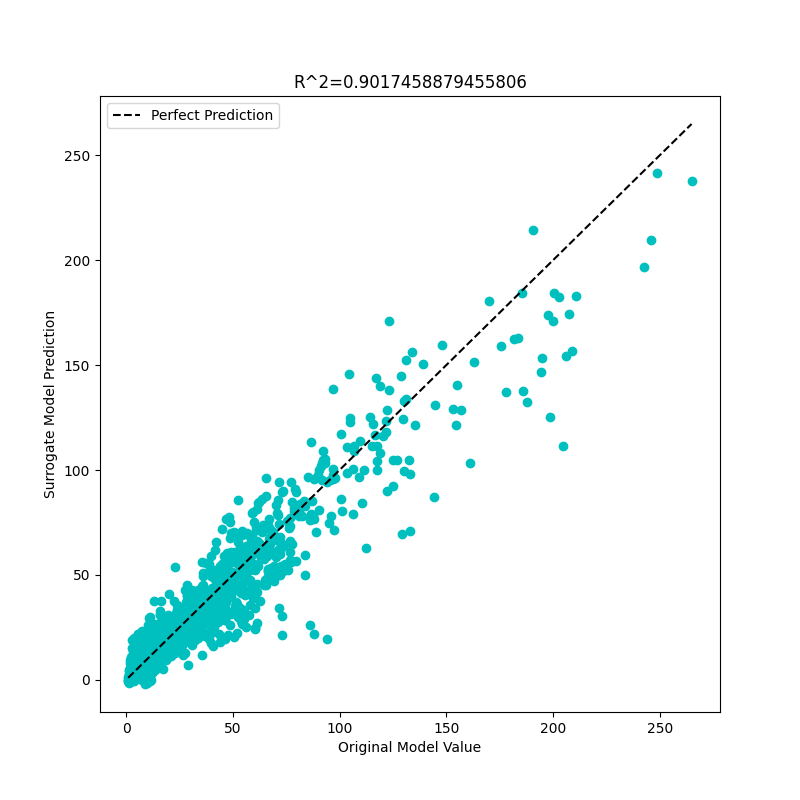 R^2=0.9017458879455806
Perfect Prediction
250
200
150
100
50
0
Surrogate Model Prediction
0 50 100 150 200 250
Original Model Value